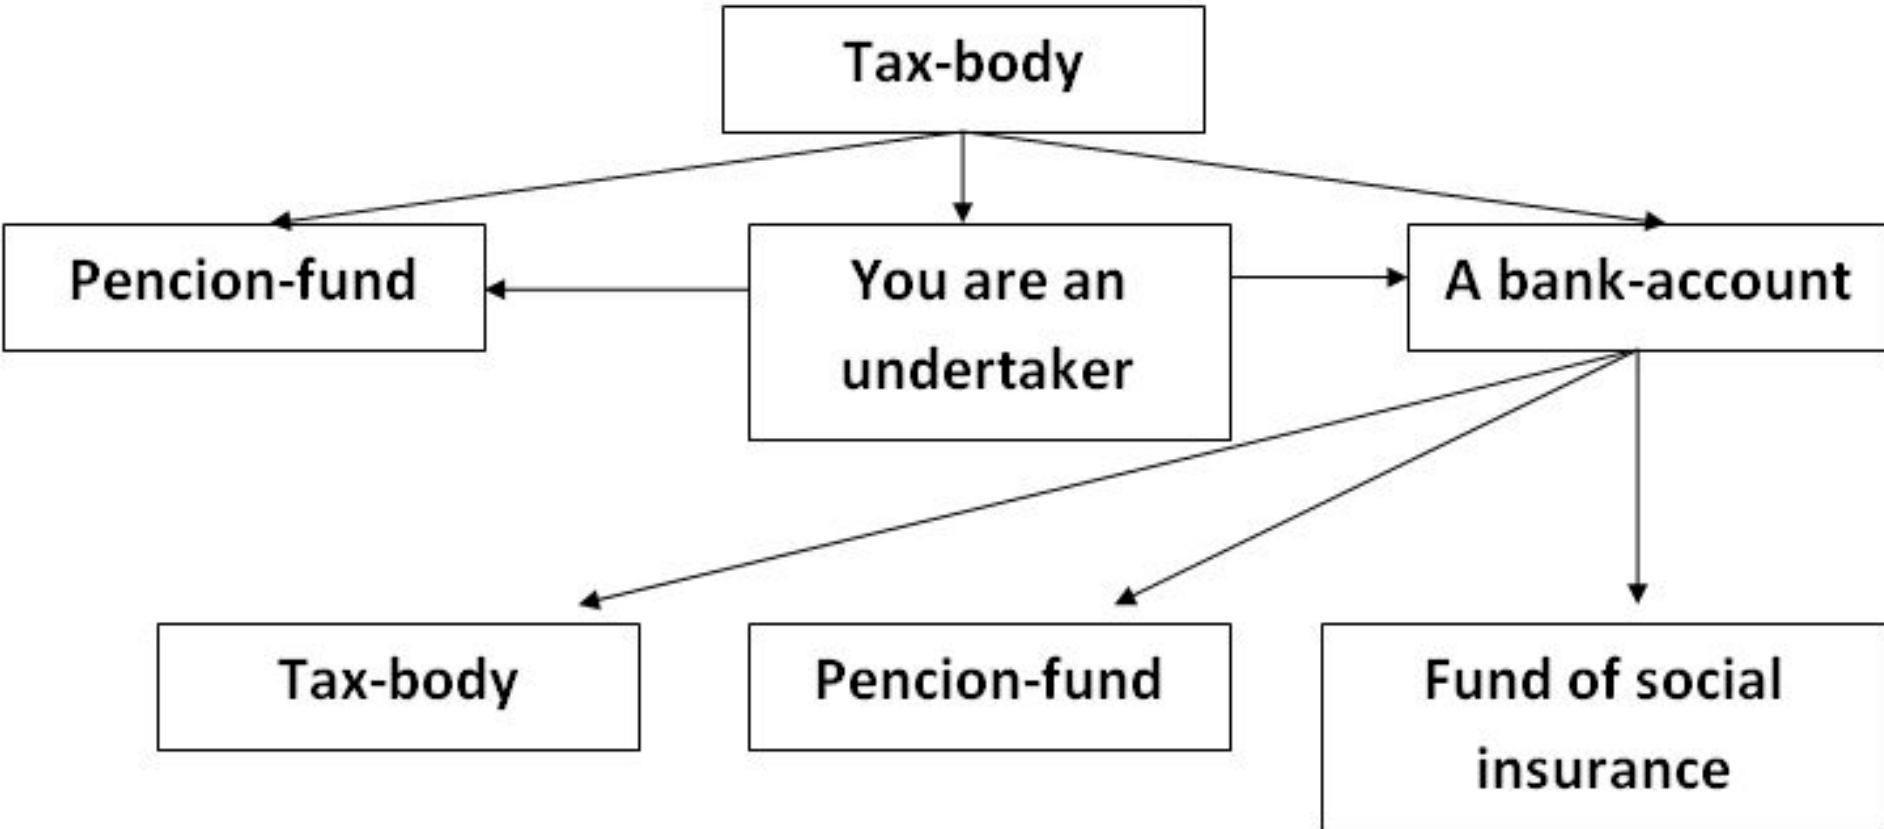 Tax-body
Pencion-fund
You are an
undertaker
A bank-account
Tax-body
Pencion-fund
Fund of social
insurance